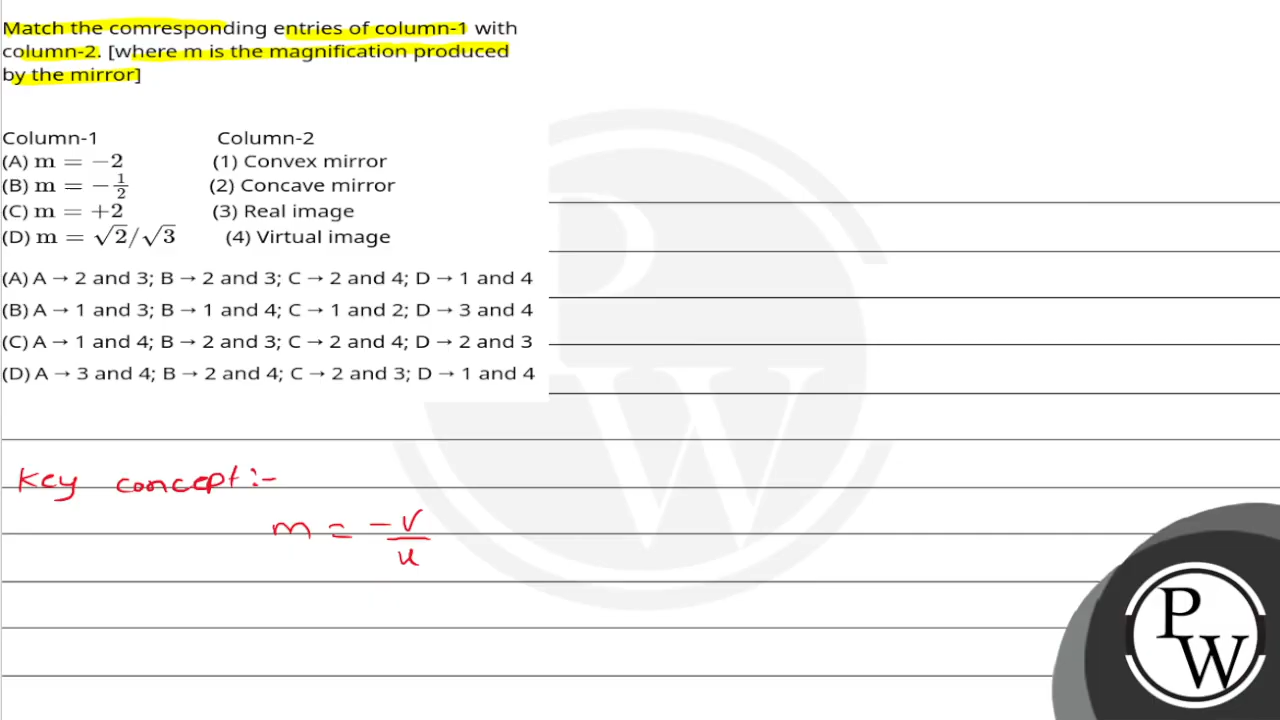 Match the comresponding entries of column-1 with
column-2. [where m is the magnification produced
by the mirror]
Column-1 Column-2
(A) m = −2 (1) Convex mirror
(B) m = −1/2 (2) Concave mirror
(C) m = +2 (3) Real image
(D) m = √2/√3 (4) Virtual image
(A) A → 2 and 3; B → 2 and 3; C → 2 and 4; D → 1 and 4
(B) A → 1 and 3; B → 1 and 4; C → 1 and 2; D → 3 and 4
(C) A → 1 and 4; B → 2 and 3; C → 2 and 4; D → 2 and 3
(D) A → 3 and 4; B → 2 and 4; C → 2 and 3; D → 1 and 4
Key concept:-
m = -v/u
PW